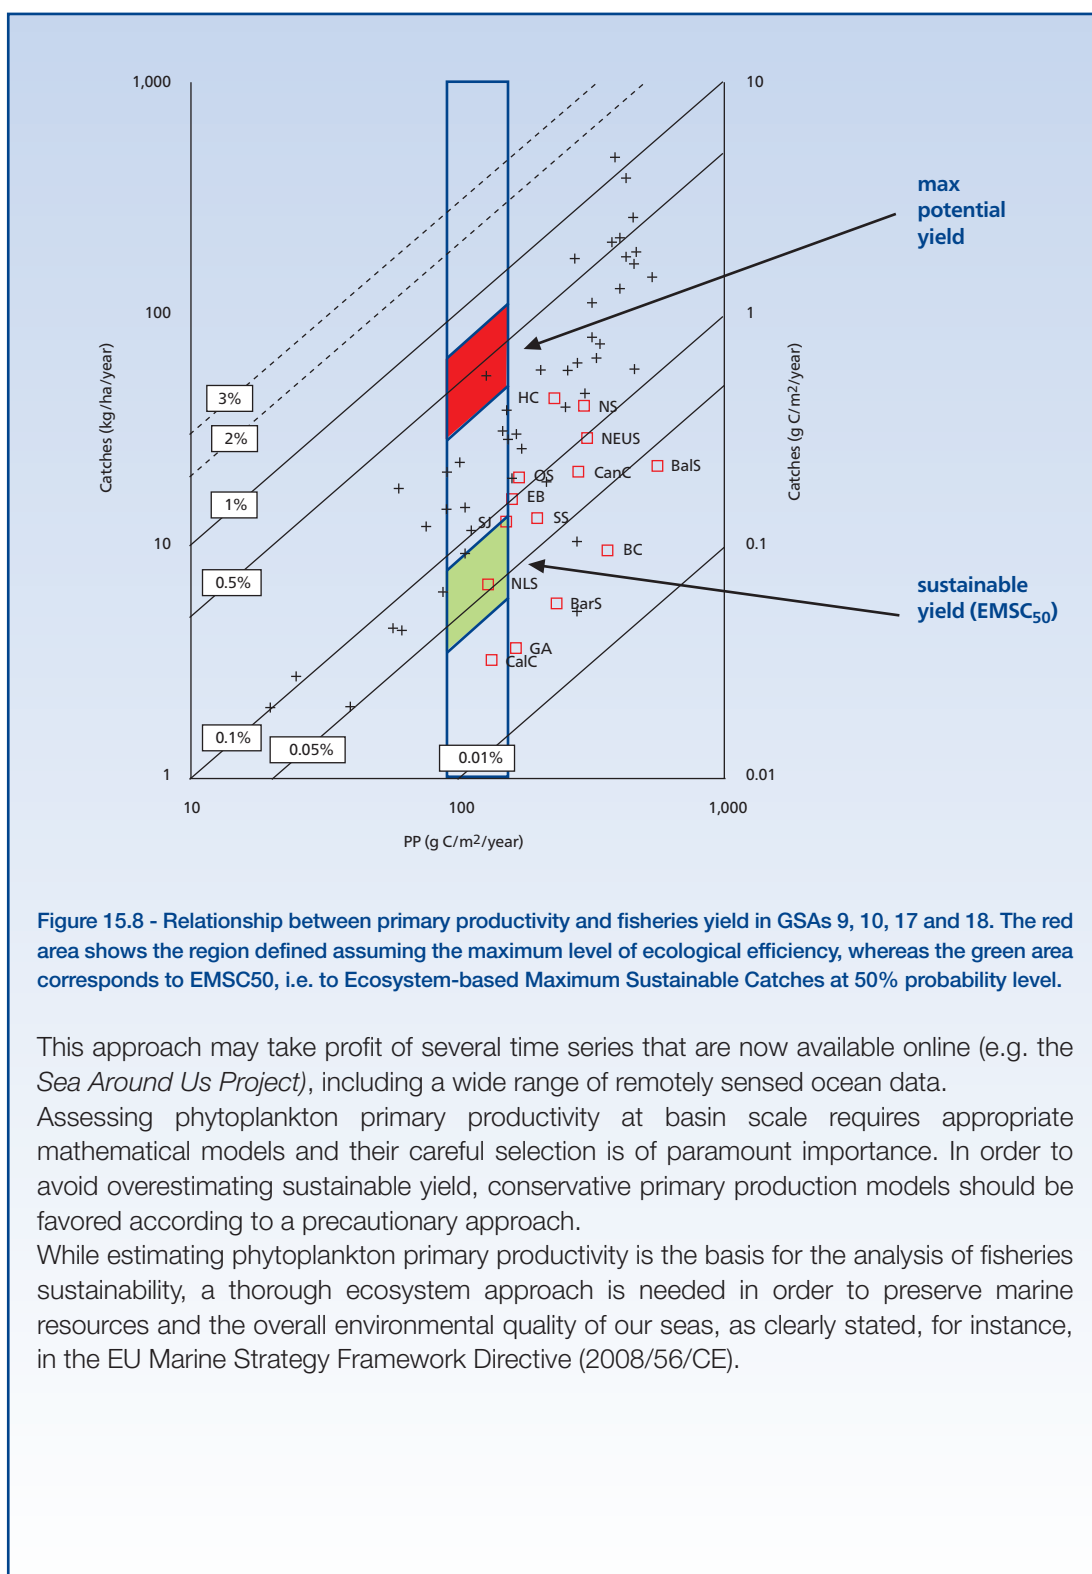 1,000
10
max
potential
yield
100
1
3%
HC
NS
2%
NEUS
Catches (kg/ha/year)
Catches (g C/m2/year)
OS
CanC
BalS
1%
EB
SJ
SS
10
0.1
BC
0.5%
NLS
sustainable
yield (EMSC50)
BarS
GA
CalC
0.1%
0.05%
0.01%
1
0.01
10
100
1,000
PP (g C/m2/year)
Figure 15.8 - Relationship between primary productivity and fisheries yield in GSAs 9, 10, 17 and 18. The red
area shows the region defined assuming the maximum level of ecological efficiency, whereas the green area
corresponds to EMSC50, i.e. to Ecosystem-based Maximum Sustainable Catches at 50% probability level.
This approach may take profit of several time series that are now available online (e.g. the
Sea Around Us Project), including a wide range of remotely sensed ocean data.
Assessing phytoplankton primary productivity at basin scale requires appropriate
mathematical models and their careful selection is of paramount importance. In order to
avoid overestimating sustainable yield, conservative primary production models should be
favored according to a precautionary approach.
While estimating phytoplankton primary productivity is the basis for the analysis of fisheries
sustainability, a thorough ecosystem approach is needed in order to preserve marine
resources and the overall environmental quality of our seas, as clearly stated, for instance,
in the EU Marine Strategy Framework Directive (2008/56/CE).